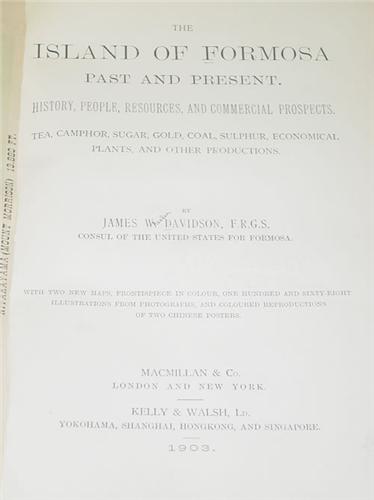 THE
ISLAND OF FORMOSA
PAST AND PRESENT.
HISTORY, PEOPLE, RESOURCES, AND COMMERCIAL PROSPECTS.
TEA, CAMPHOR, SUGAR, GOLD, COAL, SULPHUR, ECONOMICAL
PLANTS, AND OTHER PRODUCTIONS.
BY
JAMES W. DAVIDSON, F.R.G.S.
CONSUL OF THE UNITED STATES FOR FORMOSA.
WITH TWO NEW MAPS, FRONTISPIECE IN COLOUR, ONE HUNDRED AND SIXTY-EIGHT
ILLUSTRATIONS FROM PHOTOGRAPHS, AND COLOURED REPRODUCTIONS
OF TWO CHINESE POSTERS.
MACMILLAN & Co.
LONDON AND NEW YORK.
KELLY & WALSH, LD.
YOKOHAMA, SHANGHAI, HONGKONG, AND SINGAPORE.
1903.
(MOUNT MORRISON)